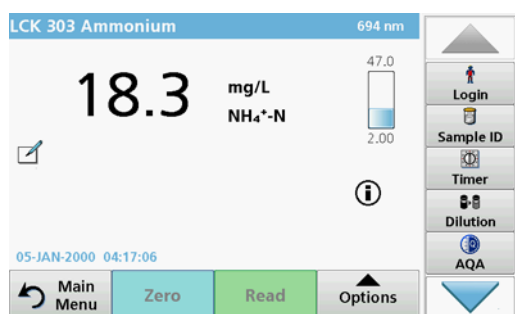 LCK 303 Ammonium 694 nm
47.0
18.3 mg/L
NH₄⁺-N
2.00
05-JAN-2000 04:17:06
Main
Menu
Zero
Read
Options
Login
Sample ID
Timer
Dilution
AQA